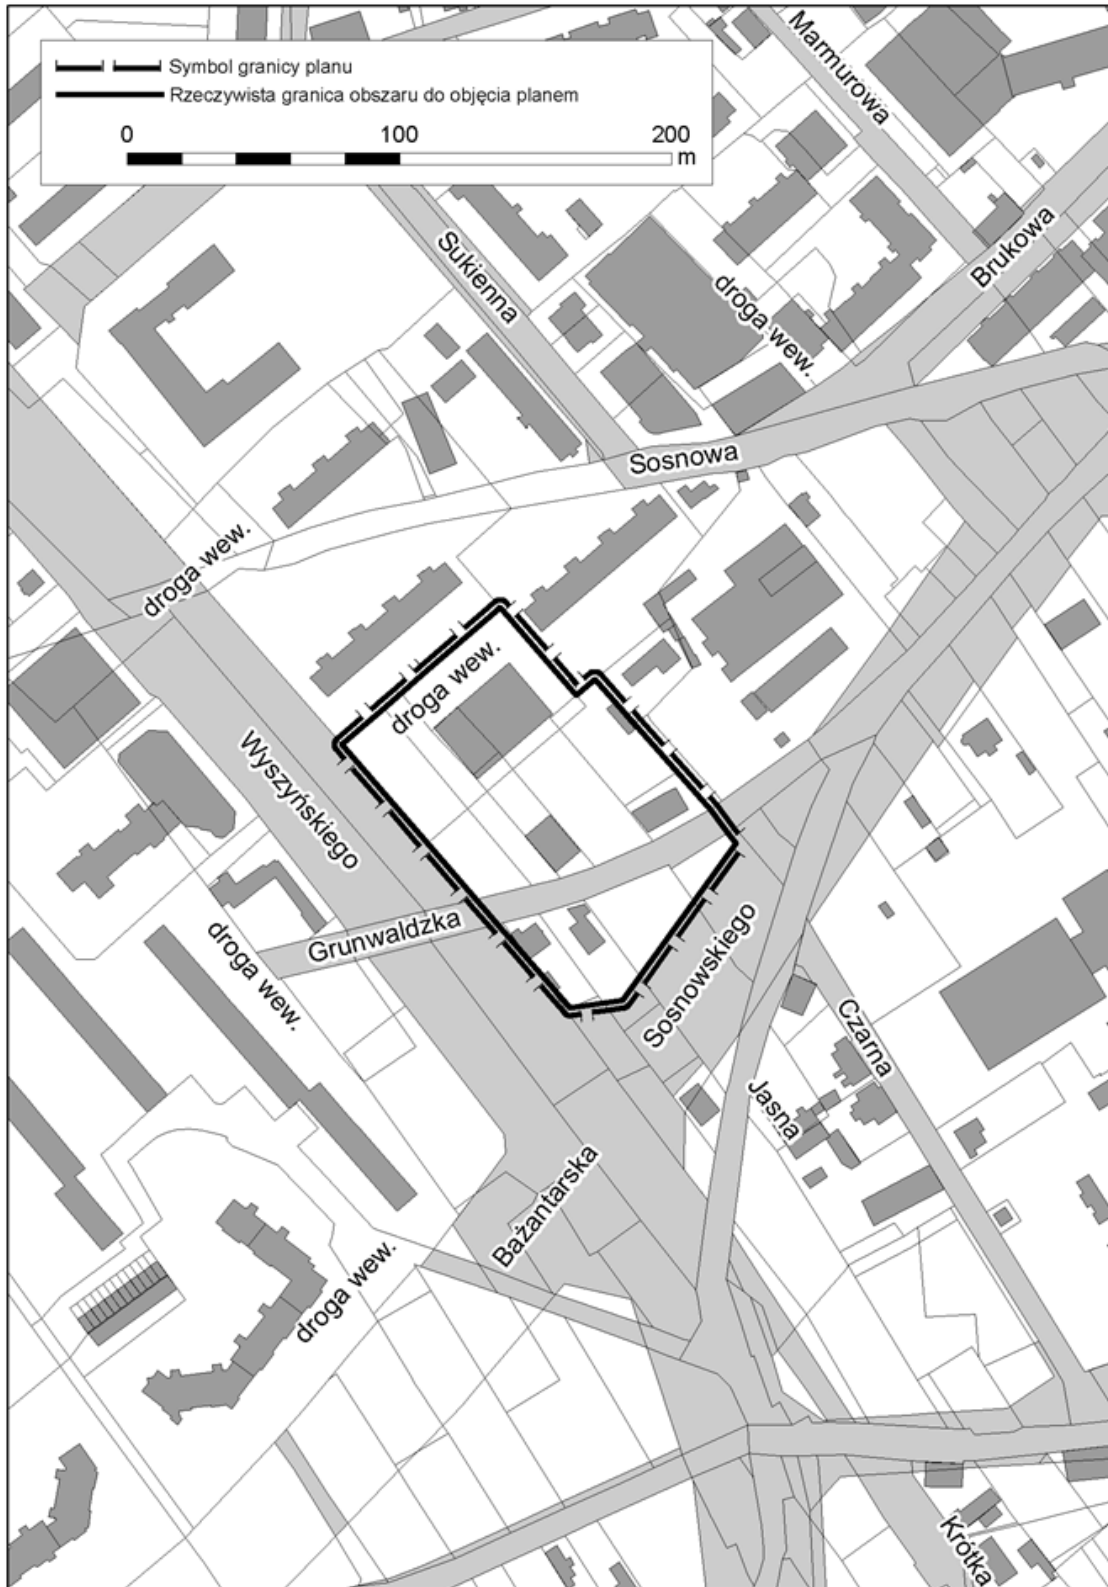 Symbol granicy planu
Rzeczywista granica obszaru do objęcia planem
0 100 200
m
Marmurowa
Brukowa
Sukienna
droga wew.
Sosnowa
droga wew.
droga wew.
Wyszyńskiego
Grunwaldzka
droga wew.
Sosnowskiego
Czarna
Jasna
Bażantarska
droga wew.
Krótka